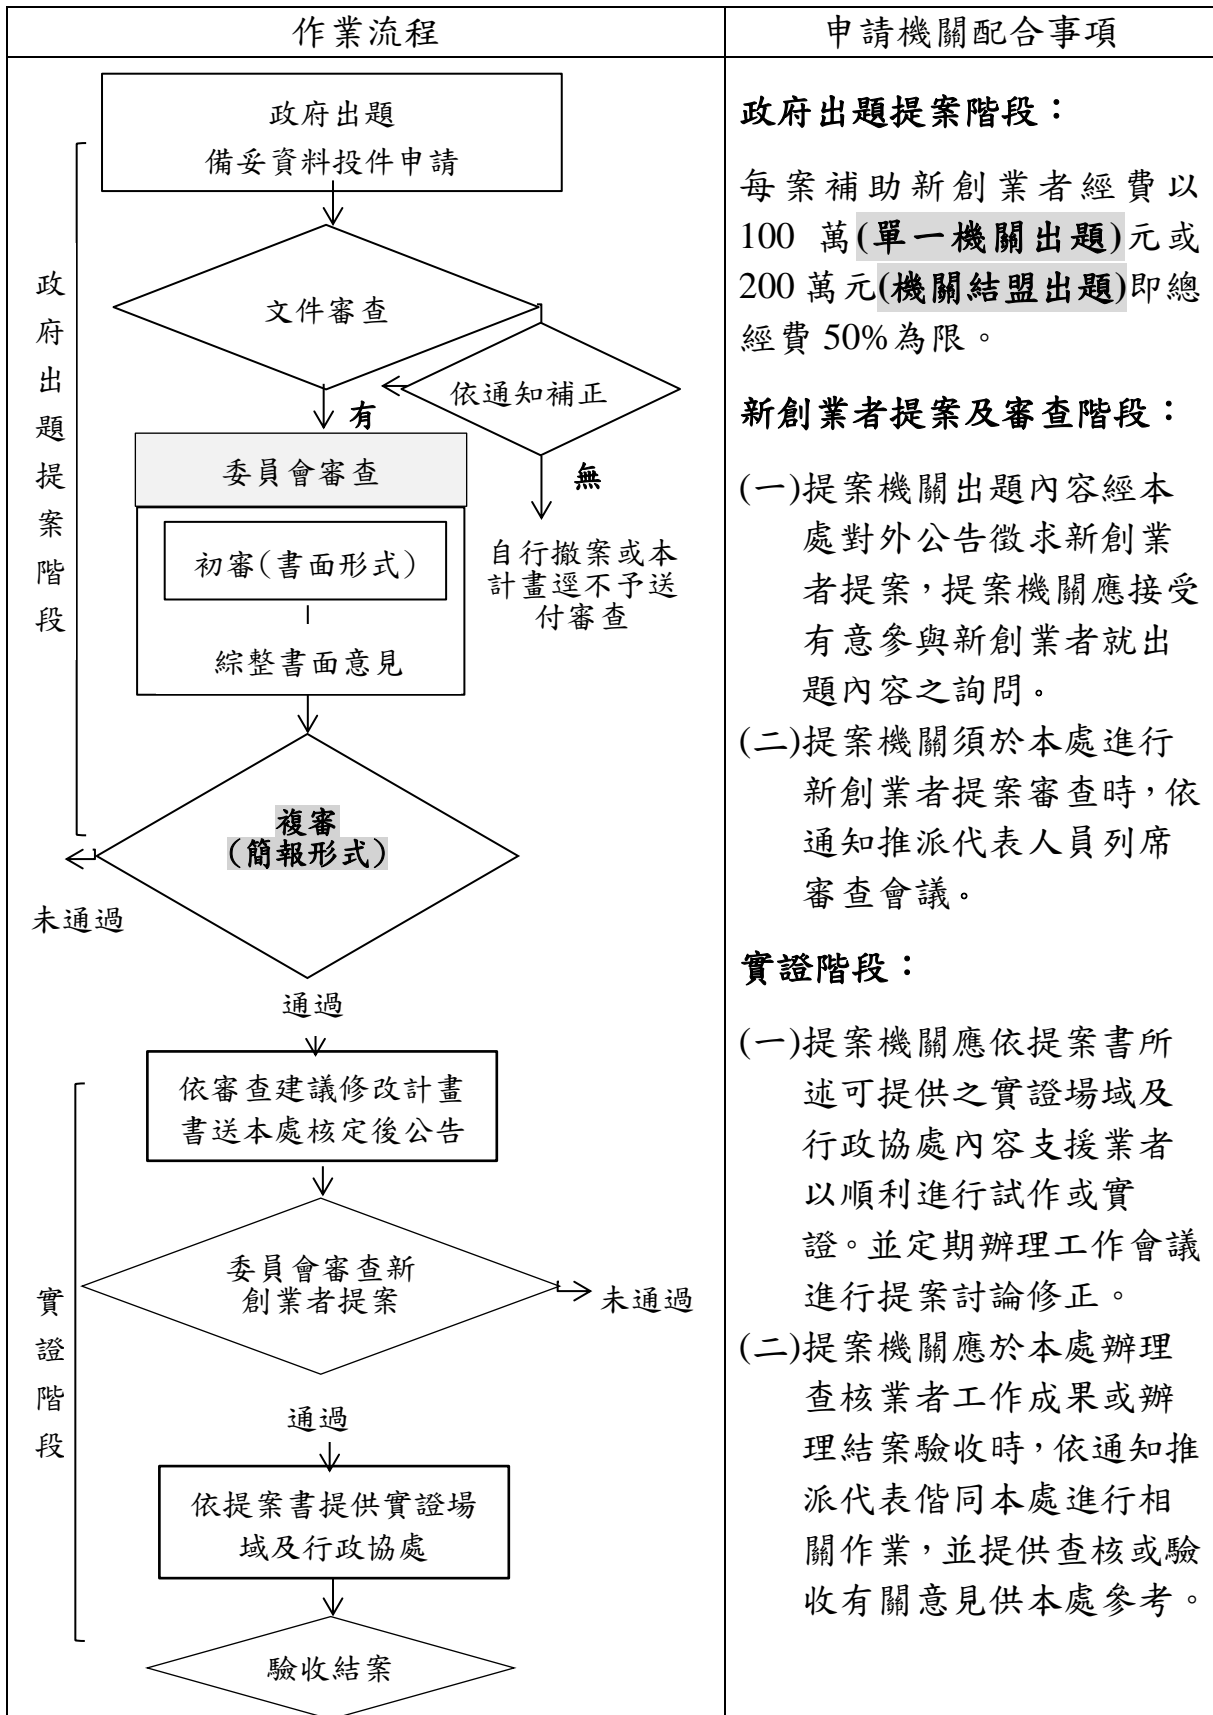 作業流程
申請機關配合事項
政府出題
備妥資料投件申請
文件審查
依通知補正
有
無
委員會審查
初審(書面形式)
綜整書面意見
自行撤案或本
計畫逕不予送
付審查
政府出題提案階段
複審
(簡報形式)
未通過
通過
依審查建議修改計畫
書送本處核定後公告
委員會審查新
創業者提案
未通過
實證階段
通過
依提案書提供實證場
域及行政協處
驗收結案
政府出題提案階段：
每案補助新創業者經費以
100 萬(單一機關出題)元或
200 萬元(機關結盟出題)即總
經費 50%為限。
新創業者提案及審查階段：
(一)提案機關出題內容經本
處對外公告徵求新創業
者提案，提案機關應接受
有意參與新創業者就出
題內容之詢問。
(二)提案機關須於本處進行
新創業者提案審查時，依
通知推派代表人員列席
審查會議。
實證階段：
(一)提案機關應依提案書所
述可提供之實證場域及
行政協處內容支援業者
以順利進行試作或實
證。並定期辦理工作會議
進行提案討論修正。
(二)提案機關應於本處辦理
查核業者工作成果或辦
理結案驗收時，依通知推
派代表偕同本處進行相
關作業，並提供查核或驗
收有關意見供本處參考。